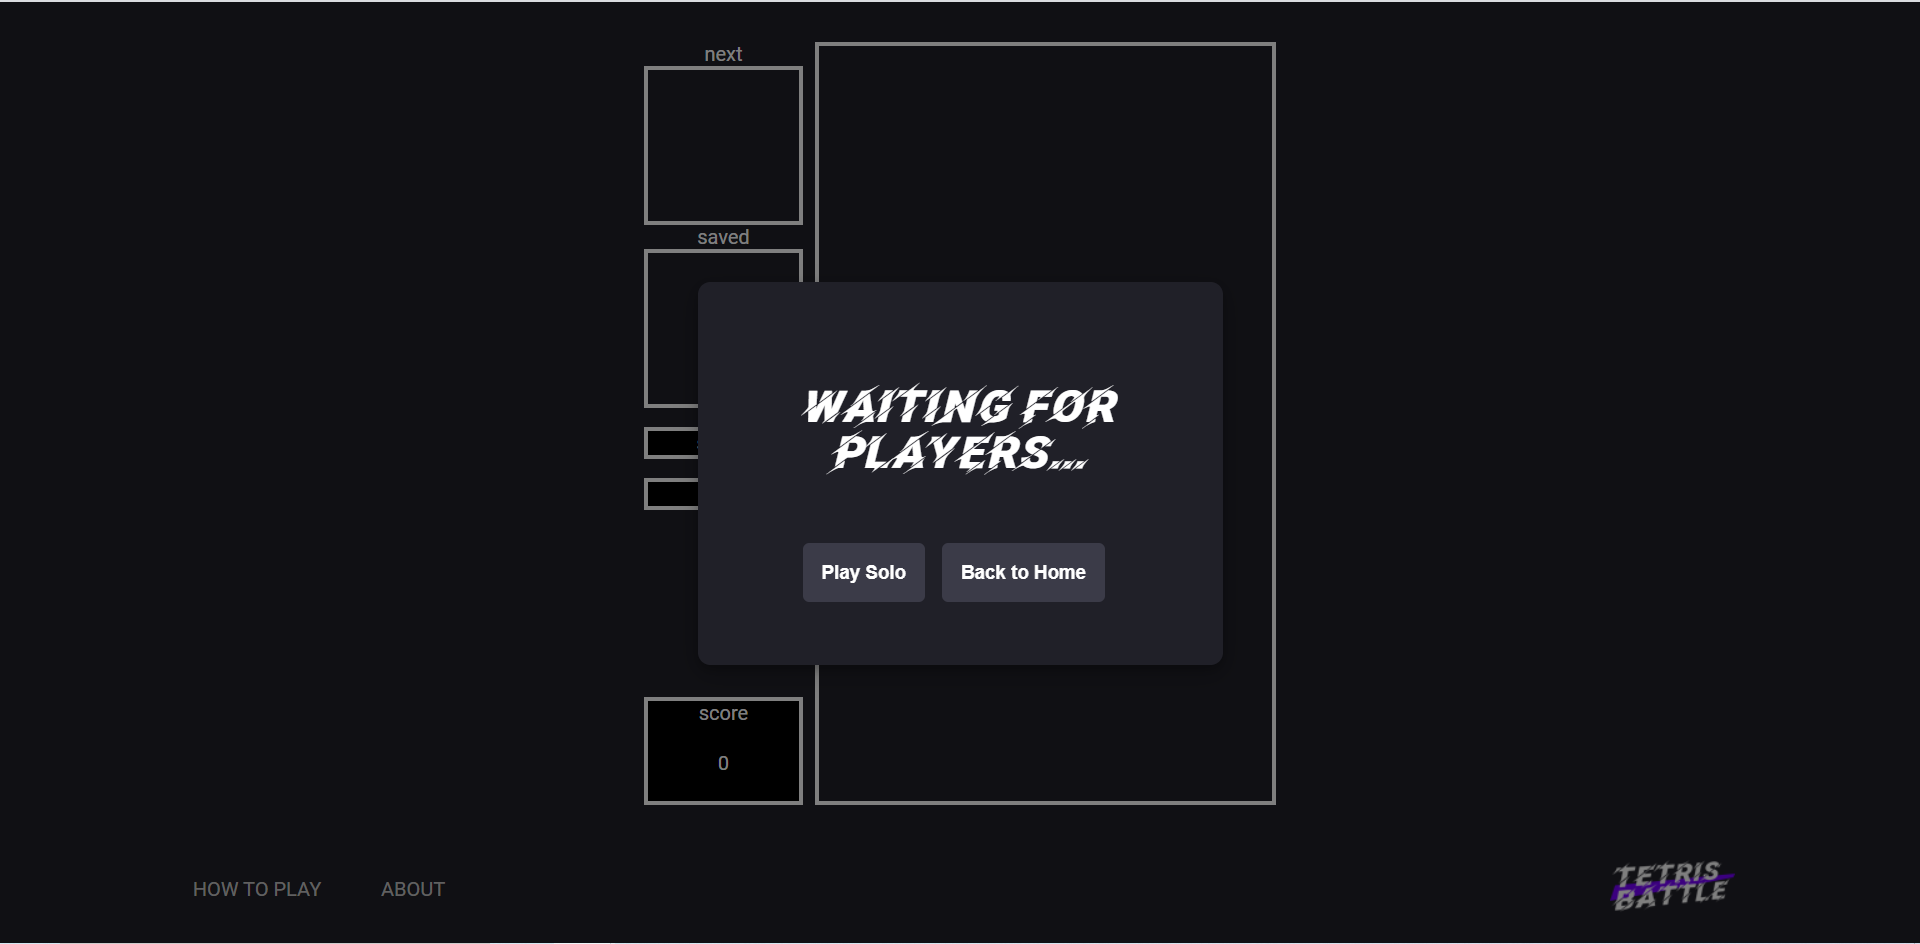 next
saved
WAITING FOR
PLAYERS...
Play Solo
Back to Home
score
0
HOW TO PLAY
ABOUT
TETRIS
BATTLE